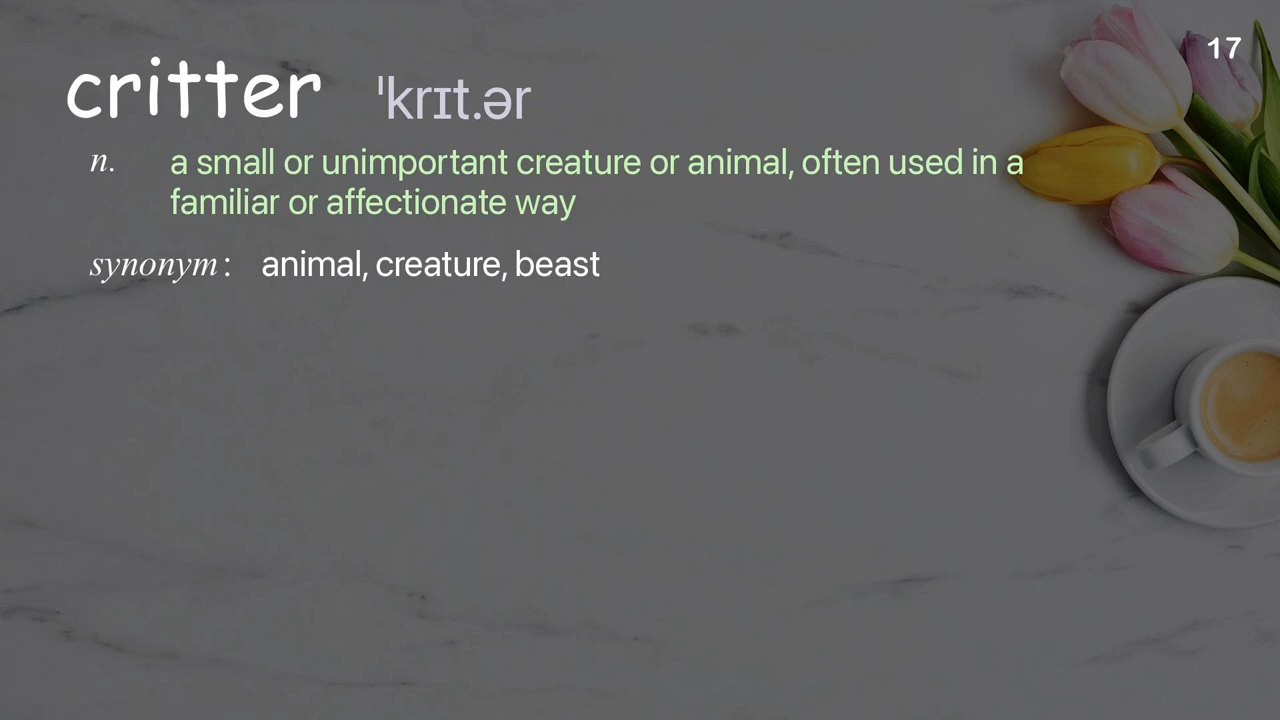 17
critter ˈkrɪt.ər
n. a small or unimportant creature or animal, often used in a
familiar or affectionate way
synonym : animal, creature, beast